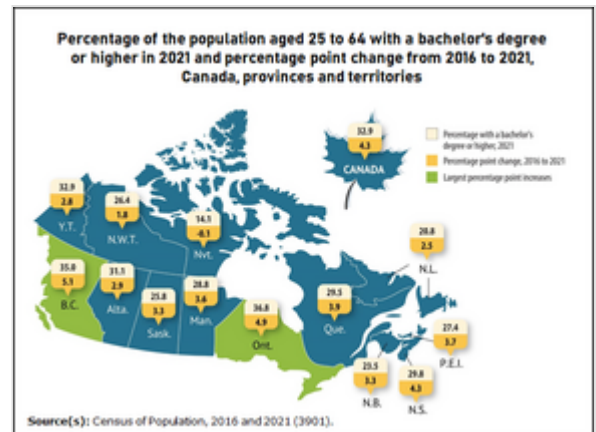 Percentage of the population aged 25 to 64 with a bachelor's degree
or higher in 2021 and percentage point change from 2016 to 2021,
Canada, provinces and territories
32.9
4.3
CANADA
Percentage with a bachelor's
degree or higher, 2021
Percentage point change, 2016 to 2021
Largest percentage point increases
32.9
2.8
Y.T.
26.4
1.8
N.W.T.
14.1
-0.1
Nvt.
35.0
5.1
B.C.
31.1
2.9
Alta.
25.8
3.3
Sask.
28.8
3.6
Man.
36.8
4.9
Ont.
29.5
3.9
Que.
20.8
2.5
N.L.
27.4
3.7
P.E.I.
23.5
3.3
N.B.
29.8
4.3
N.S.
Source(s): Census of Population, 2016 and 2021 (3901).